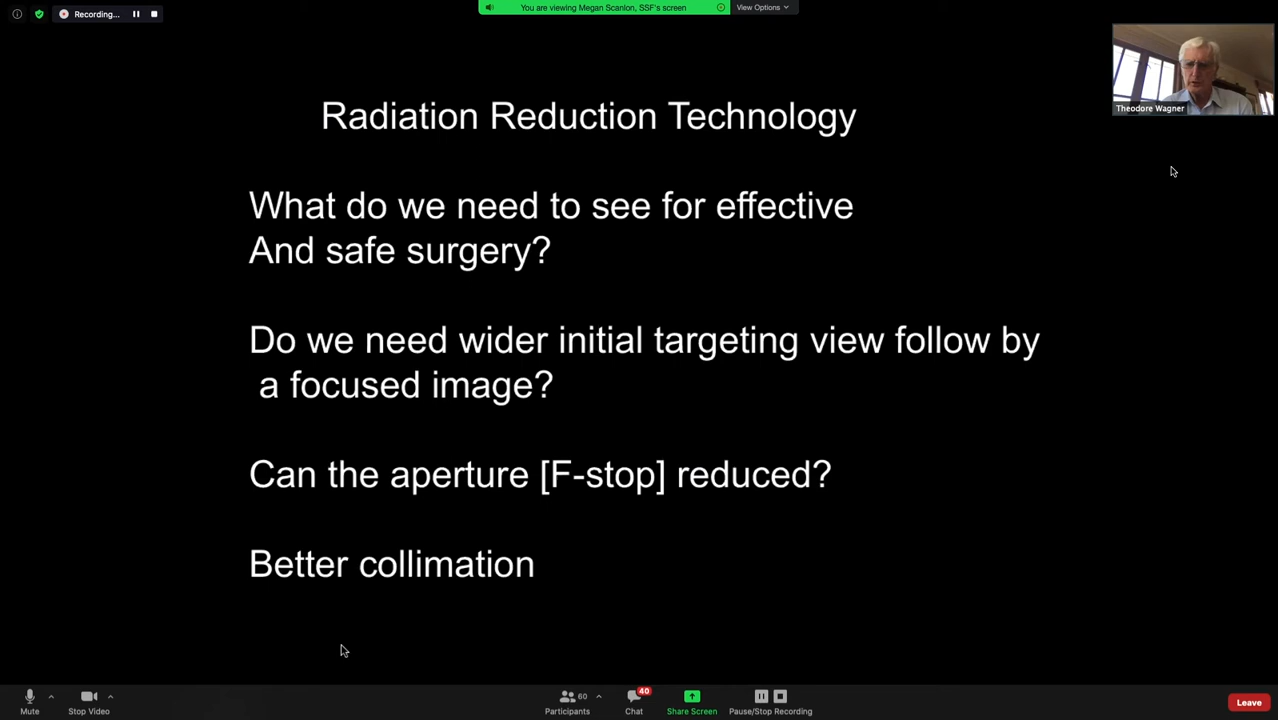 Recording...
You are viewing Megan Scanlon, SSF's screen
View Options
Theodore Wagner
Radiation Reduction Technology
What do we need to see for effective
And safe surgery?
Do we need wider initial targeting view follow by
a focused image?
Can the aperture [F-stop] reduced?
Better collimation
Mute
Stop Video
60
Participants
40
Chat
Share Screen
Pause/Stop Recording
Leave